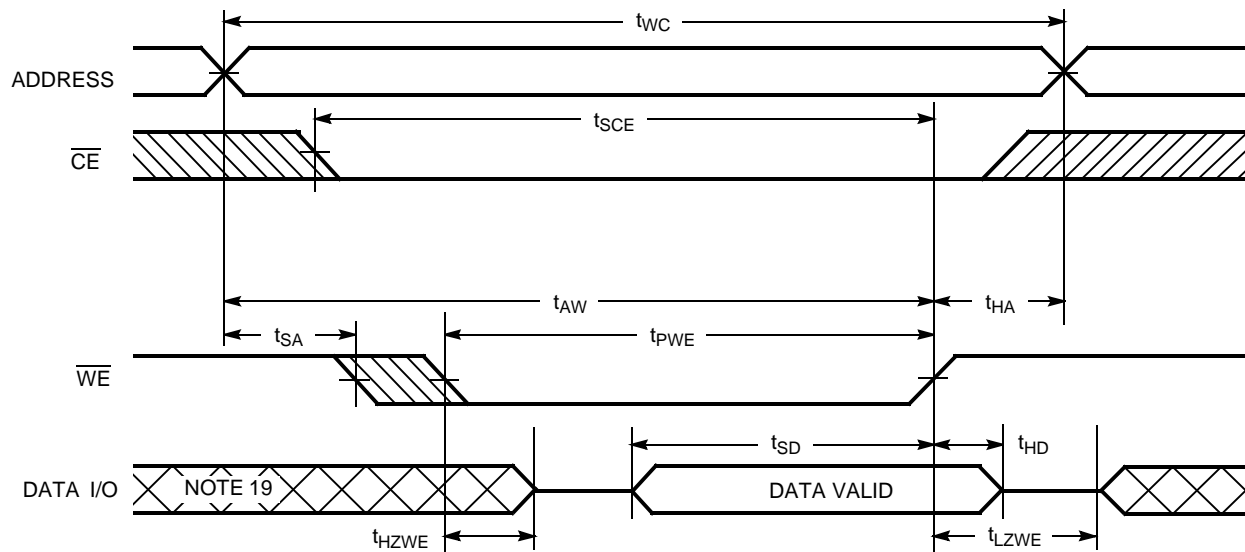 tWC
ADDRESS
tSCE
CE
tAW
tHA
tSA
tPWE
WE
tSD
tHD
DATA I/O
NOTE 19
DATA VALID
tHZWE
tLZWE